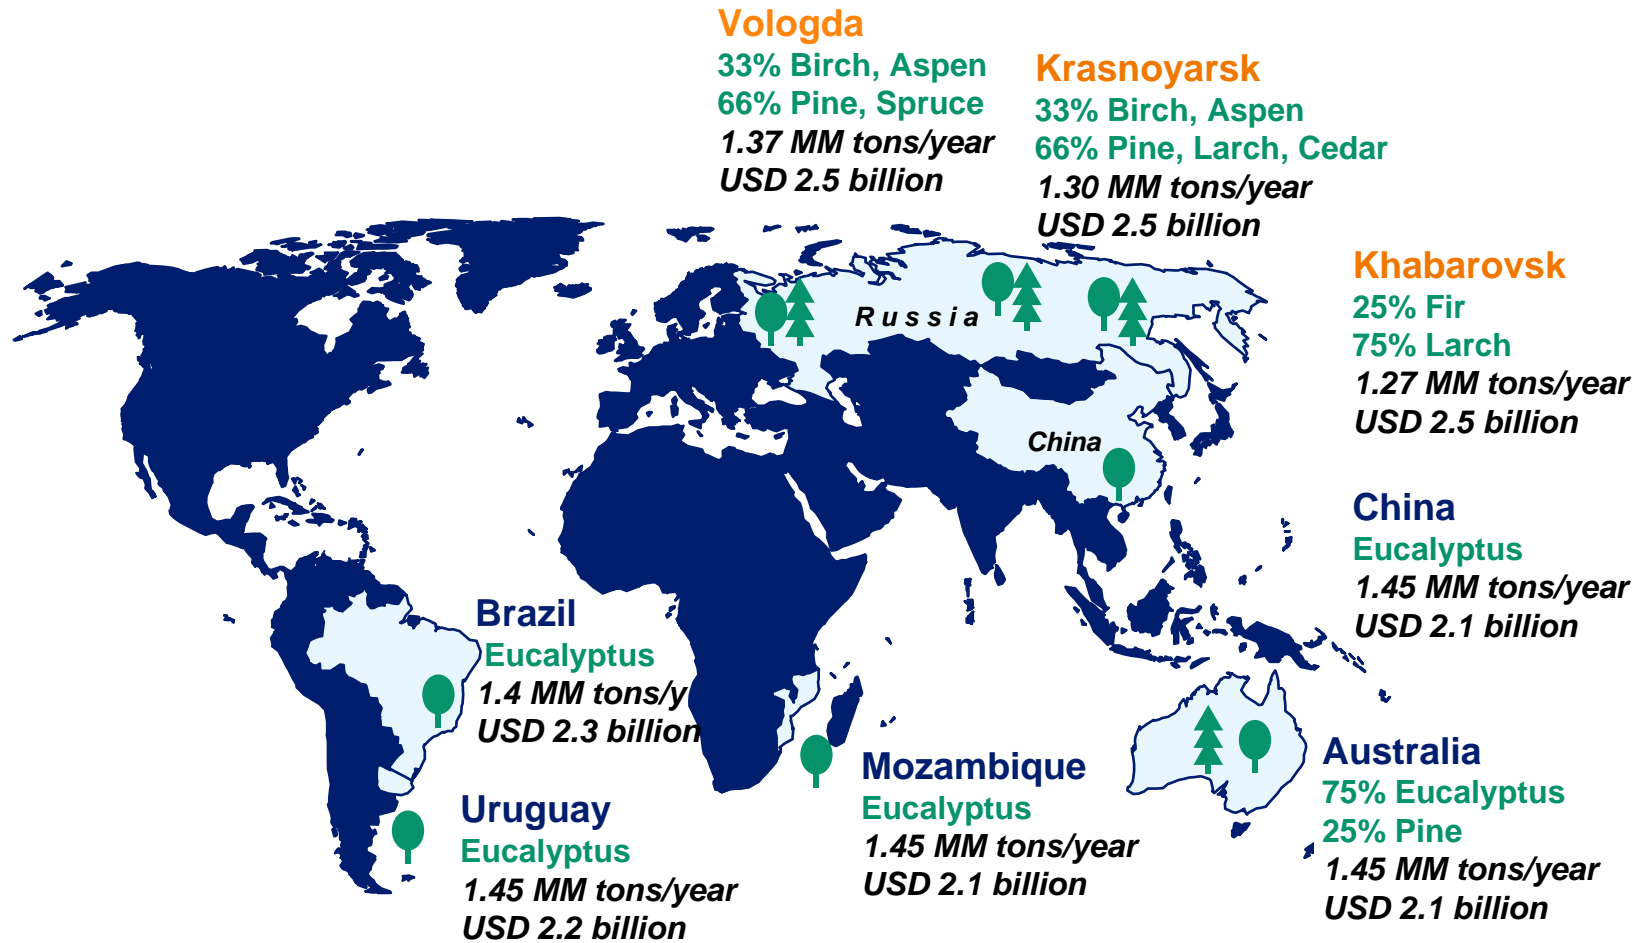 Vologda
33% Birch, Aspen
66% Pine, Spruce
1.37 MM tons/year
USD 2.5 billion
Krasnoyarsk
33% Birch, Aspen
66% Pine, Larch, Cedar
1.30 MM tons/year
USD 2.5 billion
Khabarovsk
25% Fir
75% Larch
1.27 MM tons/year
USD 2.5 billion
Russia
China
China
Eucalyptus
1.45 MM tons/year
USD 2.1 billion
Brazil
Eucalyptus
1.4 MM tons/y
USD 2.3 billion
Uruguay
Eucalyptus
1.45 MM tons/year
USD 2.2 billion
Mozambique
Eucalyptus
1.45 MM tons/year
USD 2.1 billion
Australia
75% Eucalyptus
25% Pine
1.45 MM tons/year
USD 2.1 billion